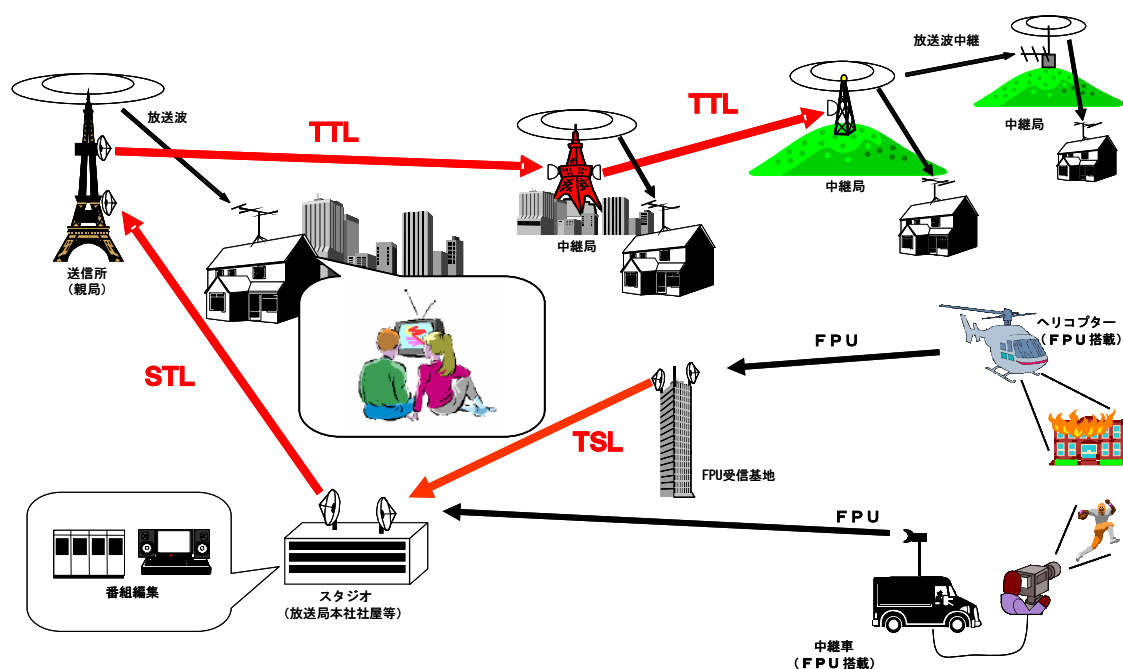 放送波中継
TTL
放送波
TTL
中継局
中継局
中継局
送信所
(親局)
ヘリコプター
(FPU搭載)
FPU
STL
TSL
FPU受信基地
FPU
番組編集
スタジオ
(放送局本社社屋等)
中継車
(FPU搭載)